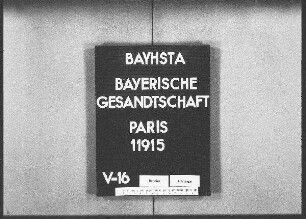 BAYHSTA
BAYERISCHE
GESANDTSCHAFT
PARIS
11915
V-16